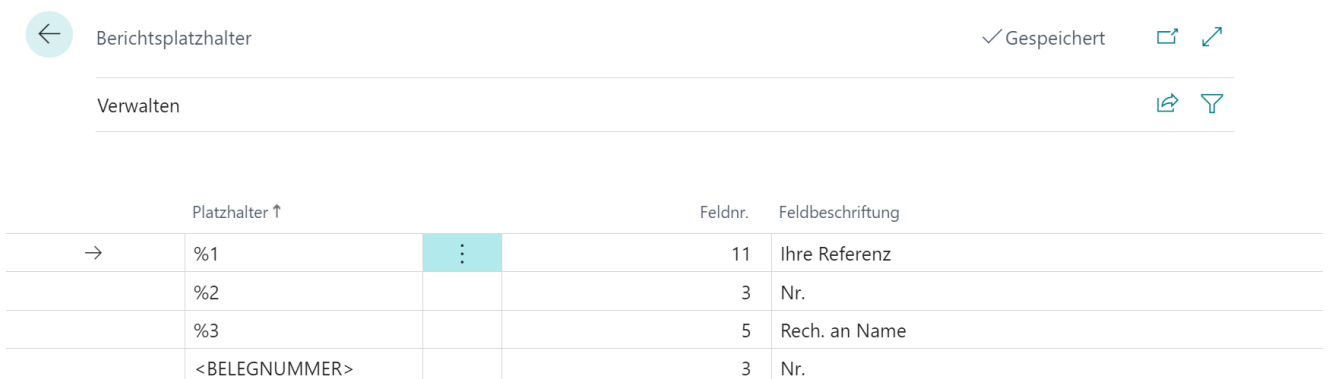 Berichtsplatzhalter Gespeichert
Verwalten
Platzhalter Feldnr. Feldbeschriftung
%1 11 Ihre Referenz
%2 3 Nr.
%3 5 Rech. an Name
<BELEGNUMMER> 3 Nr.